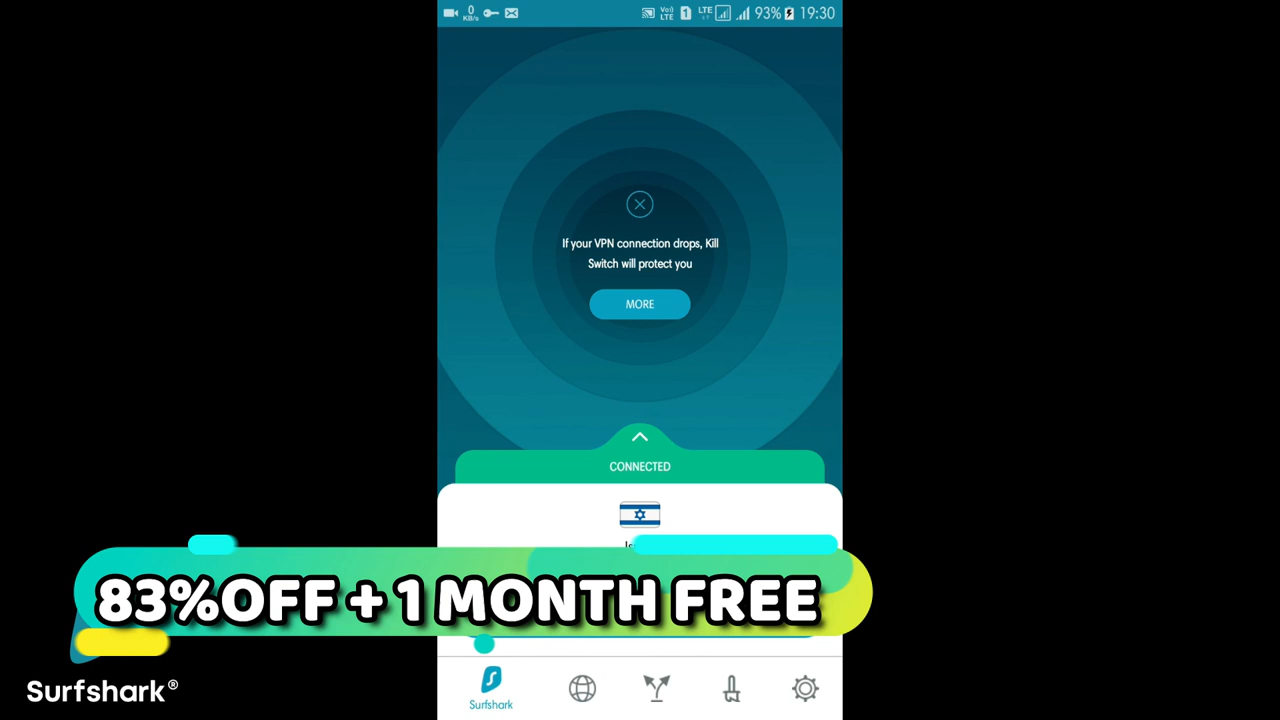 0
KB/s
Vo))
LTE
1
LTE
93%
19:30
If your VPN connection drops, Kill
Switch will protect you
MORE
CONNECTED
83%OFF + 1 MONTH FREE
Surfshark®
Surfshark